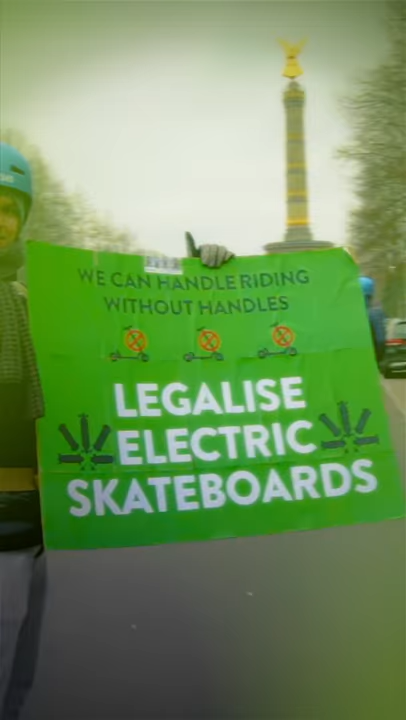 WE CAN HANDLE RIDING
WITHOUT HANDLES
LEGALISE
ELECTRIC
SKATEBOARDS